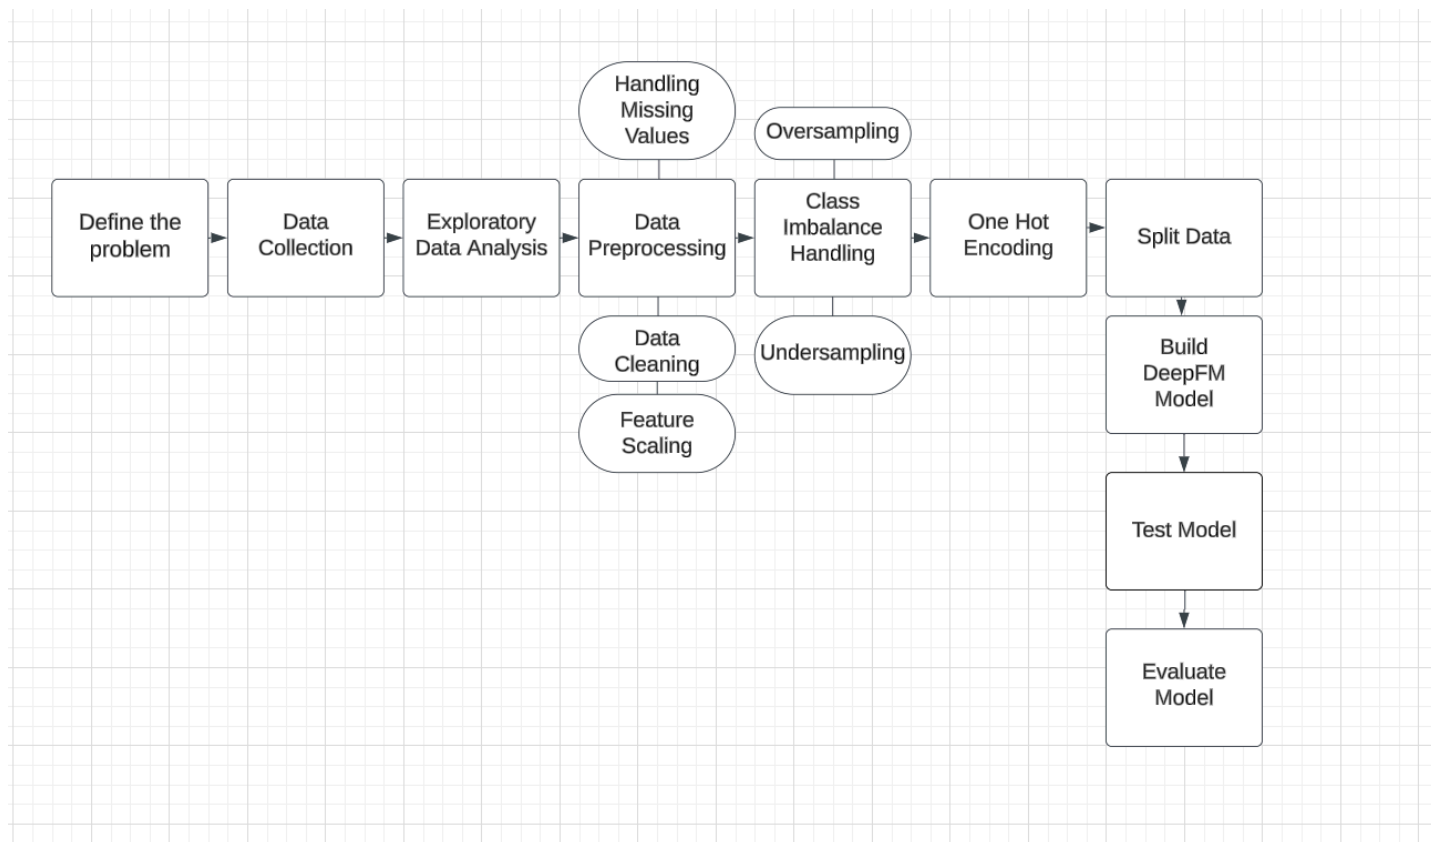 Handling
Missing
Values
Oversampling
Define the
problem
Data
Collection
Exploratory
Data Analysis
Data
Preprocessing
Class
Imbalance
Handling
One Hot
Encoding
Split Data
Data
Cleaning
Undersampling
Build
DeepFM
Model
Feature
Scaling
Test Model
Evaluate
Model